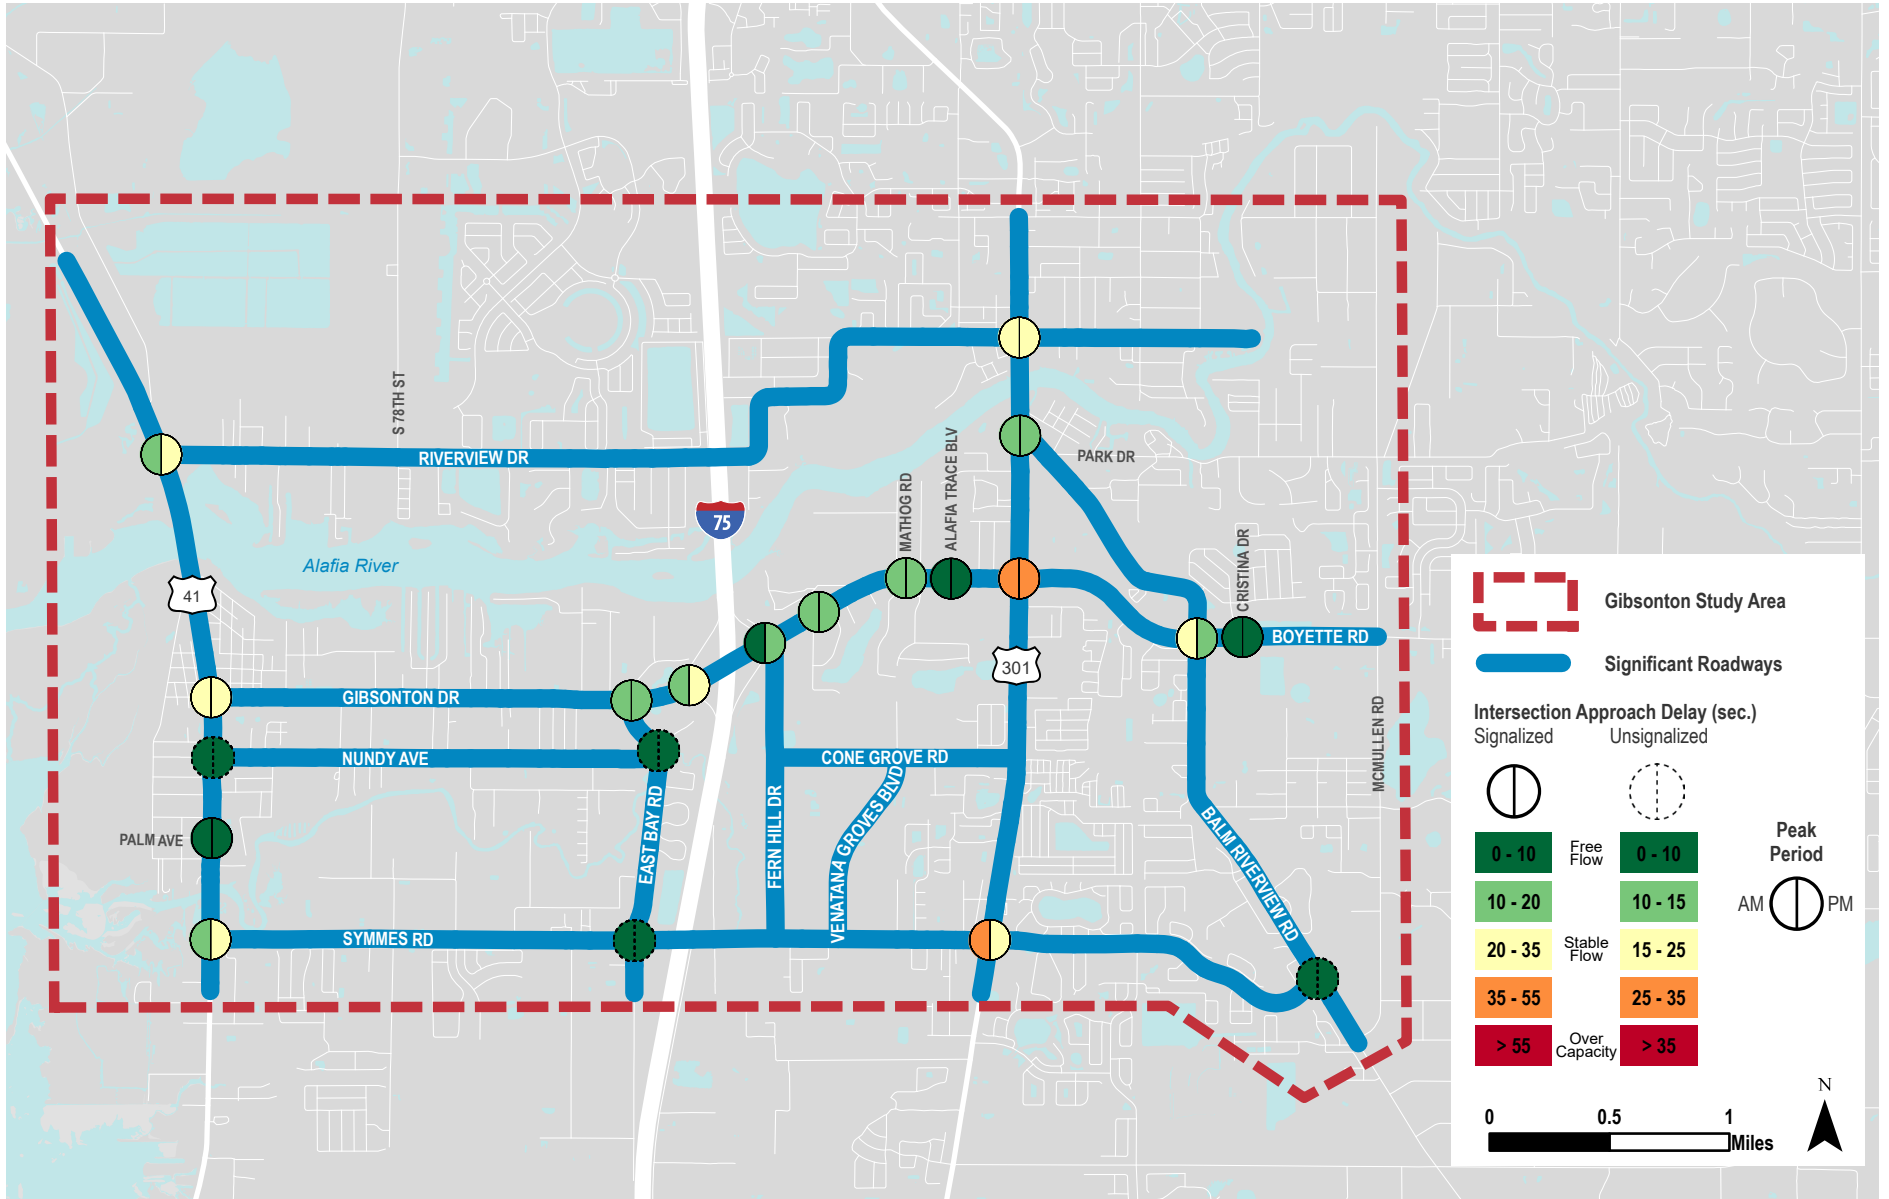 S 78TH ST
RIVERVIEW DR
PARK DR
MATHOG RD
ALAFIA TRACE BLV
75
Alafia River
41
CRISTINA DR
BOYETTE RD
301
GIBSONTON DR
NUNDY AVE
CONE GROVE RD
MCMULLEN RD
PALM AVE
EAST BAY RD
FERN HILL DR
VENATANA GROVES BLVD
BALM RIVERVIEW RD
SYMMES RD
Gibsonton Study Area
Significant Roadways
Intersection Approach Delay (sec.)
Signalized Unsignalized
0 - 10 Free Flow 0 - 10
10 - 20 10 - 15
20 - 35 Stable Flow 15 - 25
35 - 55 25 - 35
> 55 Over Capacity > 35
Peak
Period
AM PM
N
0 0.5 1
Miles